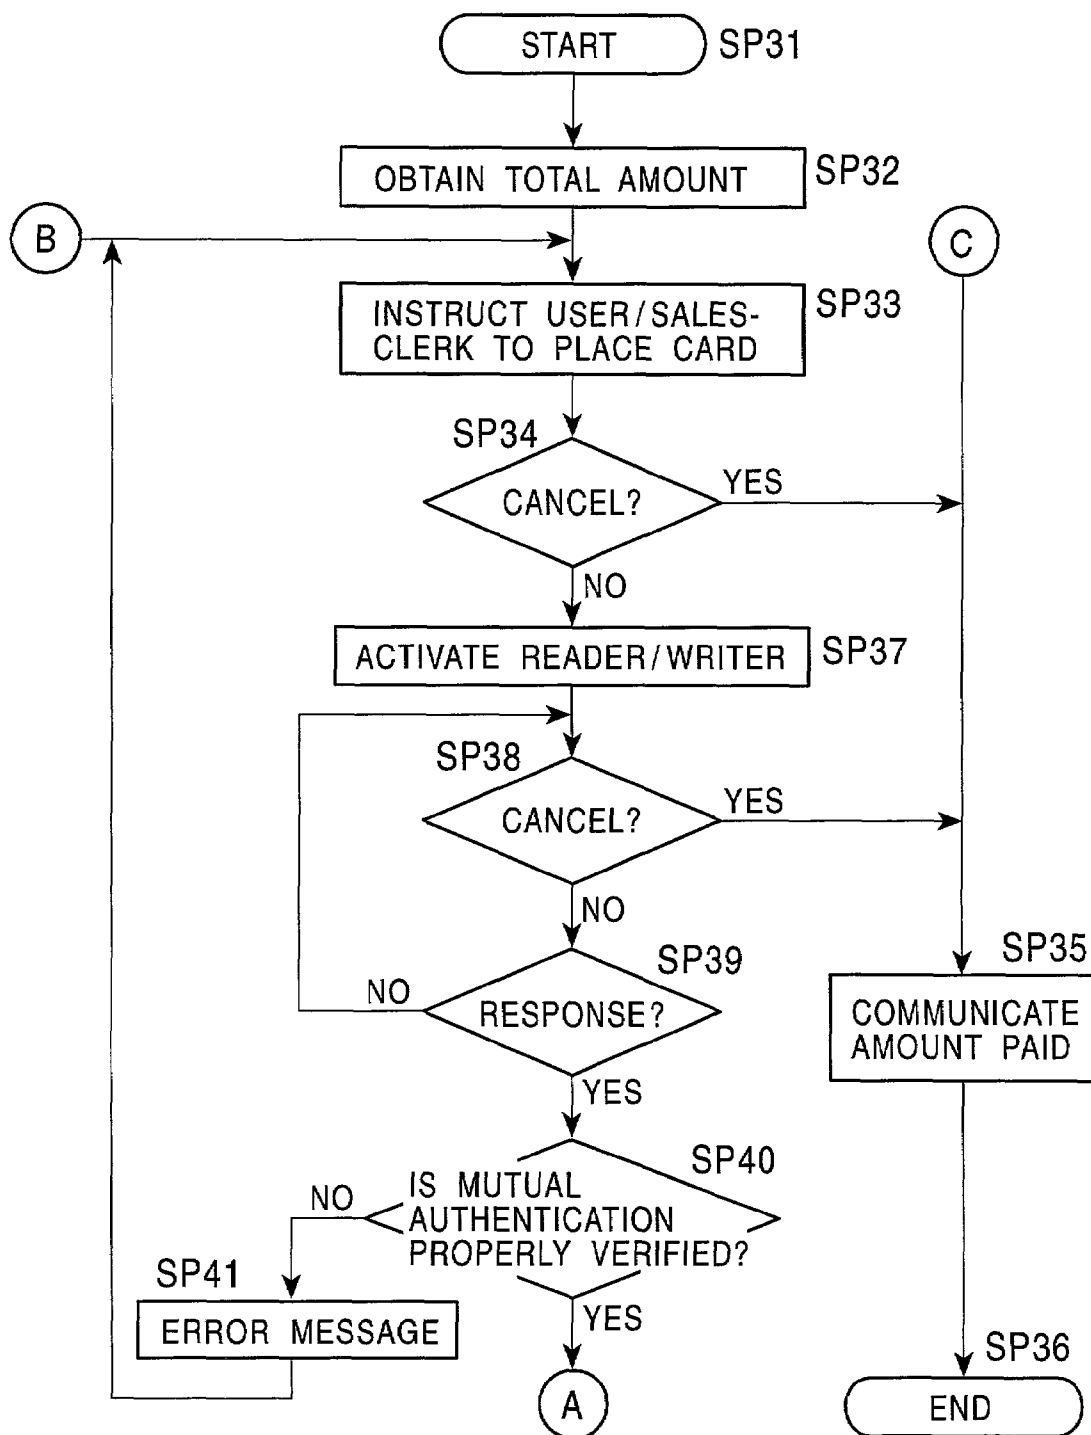 START
SP31
OBTAIN TOTAL AMOUNT
SP32
B
C
INSTRUCT USER/SALES-
CLERK TO PLACE CARD
SP33
SP34
CANCEL?
YES
NO
ACTIVATE READER/WRITER
SP37
SP38
CANCEL?
YES
NO
SP39
NO
RESPONSE?
YES
SP35
COMMUNICATE
AMOUNT PAID
SP40
NO
IS MUTUAL
AUTHENTICATION
PROPERLY VERIFIED?
YES
SP41
ERROR MESSAGE
A
SP36
END